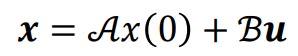 𝒙 = 𝒜x(0) + ℬ𝒖